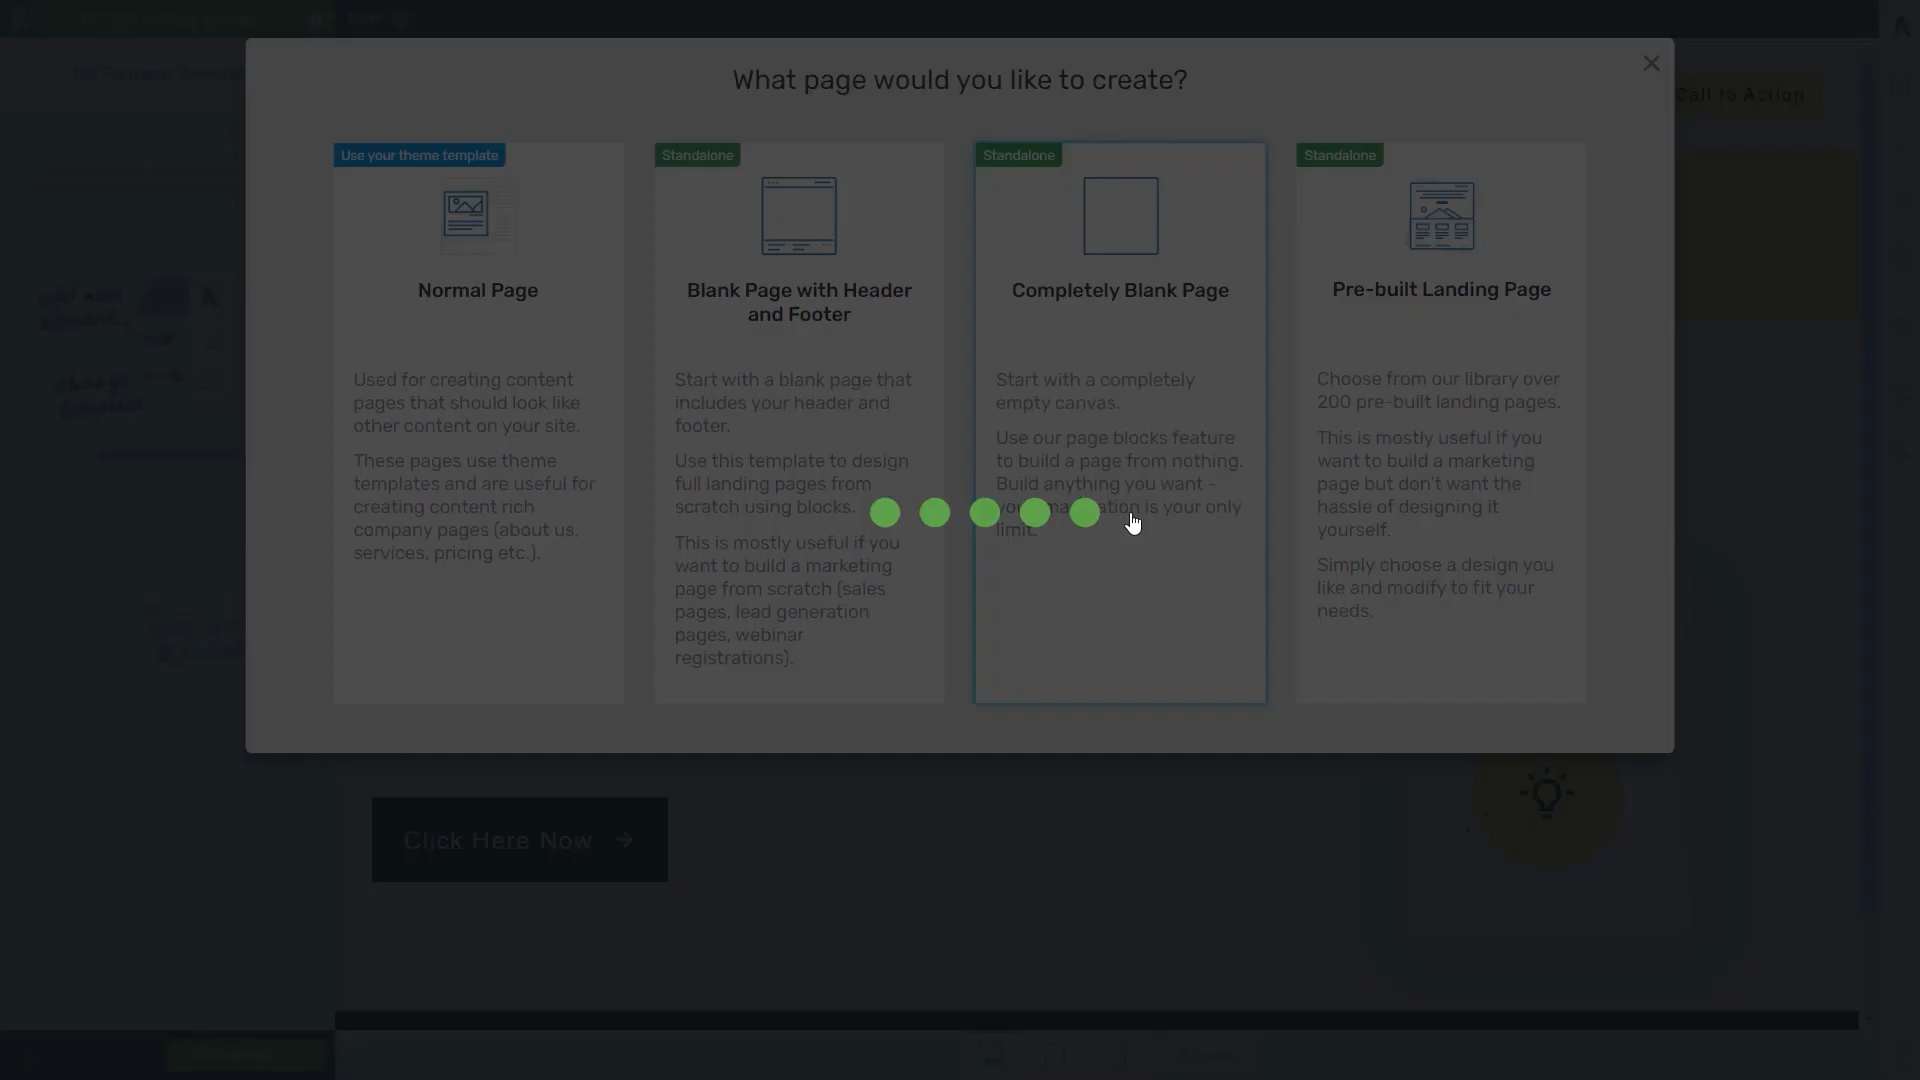 What page would you like to create?
Call to Action
Use your theme template
Normal Page
Used for creating content
pages that should look like
other content on your site.
These pages use theme
templates and are useful for
creating content rich
company pages (about us,
services, pricing etc.).
Standalone
Blank Page with Header
and Footer
Start with a blank page that
includes your header and
footer.
Use this template to design
full landing pages from
scratch using blocks.
This is mostly useful if you
want to build a marketing
page from scratch (sales
pages, lead generation
pages, webinar
registrations).
Standalone
Completely Blank Page
Start with a completely
empty canvas.
Use our page blocks feature
to build a page from nothing.
Build anything you want -
is your only
limit.
Standalone
Pre-built Landing Page
Choose from our library over
200 pre-built landing pages.
This is mostly useful if you
want to build a marketing
page but don't want the
hassle of designing it
yourself.
Simply choose a design you
like and modify to fit your
needs.
Click Here Now